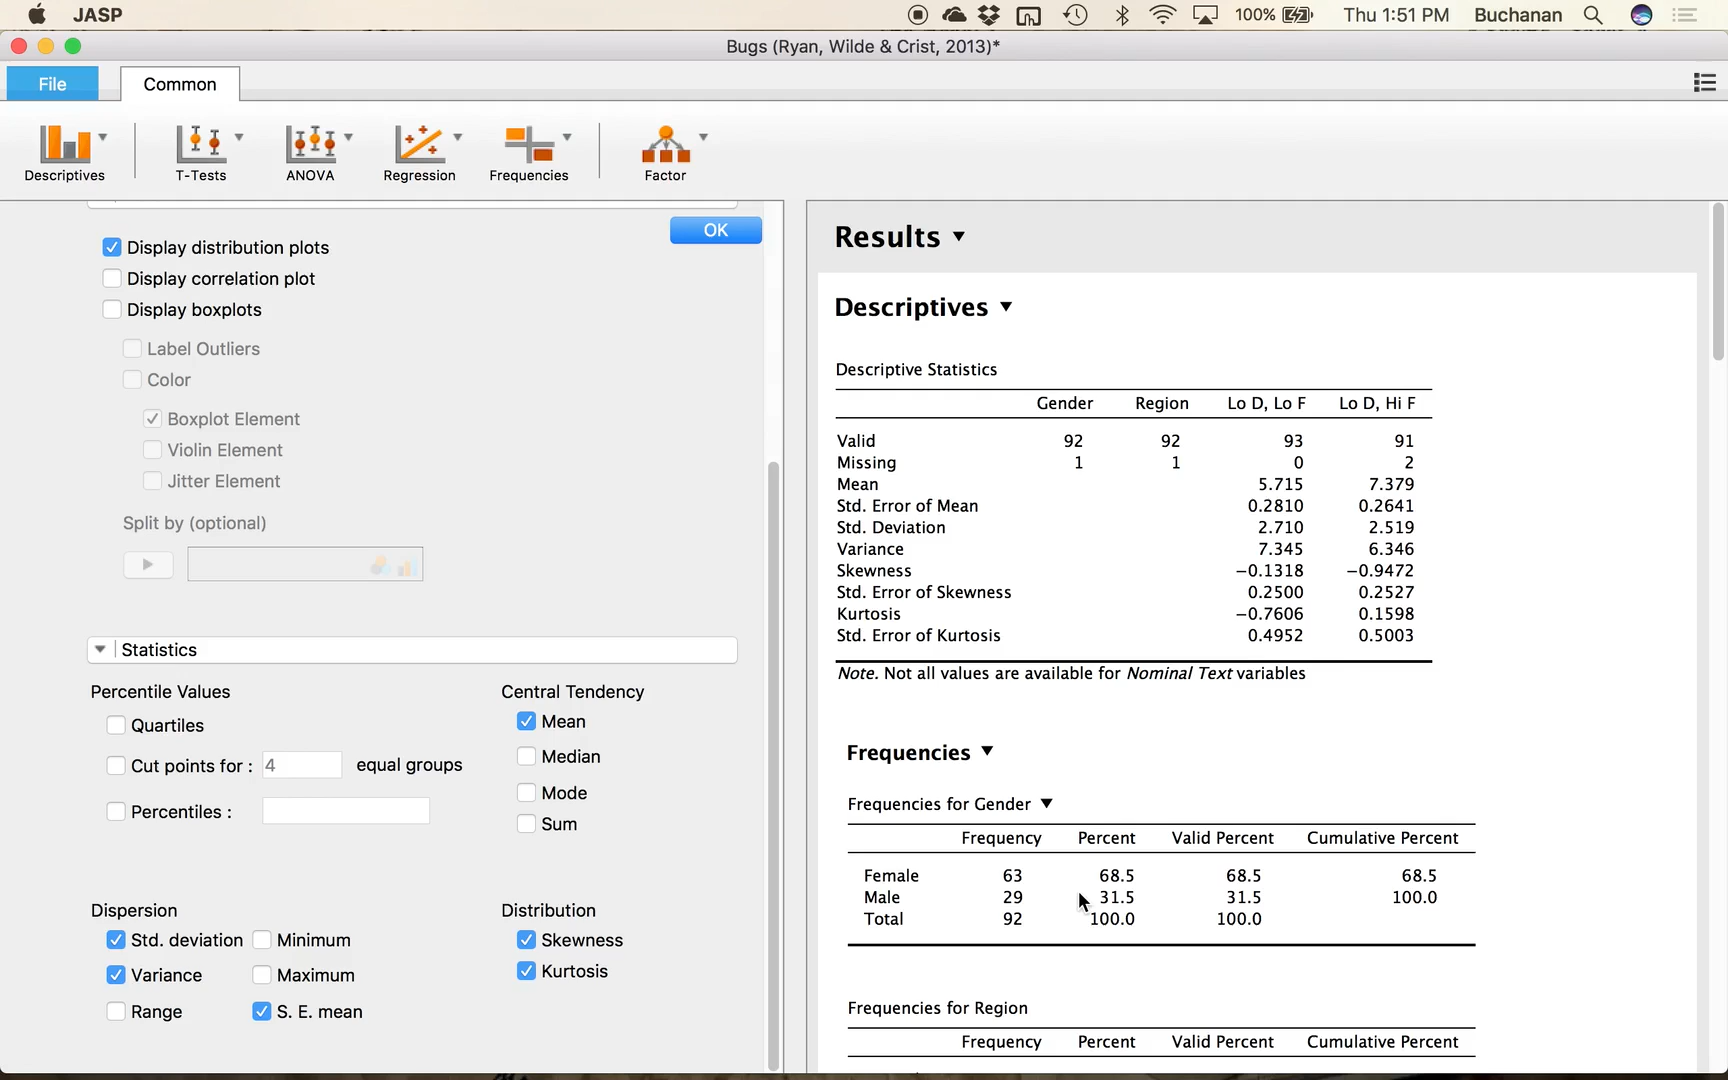 JASP 100% Thu 1:51 PM Buchanan
Bugs (Ryan, Wilde & Crist, 2013)*
File Common
Descriptives T-Tests ANOVA Regression Frequencies Factor
OK
Display distribution plots
Display correlation plot
Display boxplots
Label Outliers
Color
Boxplot Element
Violin Element
Jitter Element
Split by (optional)
Statistics
Percentile Values Central Tendency
Quartiles Mean
Cut points for : 4 equal groups Median
Mode
Percentiles : Sum
Dispersion Distribution
Std. deviation Minimum Skewness
Variance Maximum Kurtosis
Range S. E. mean
Results
Descriptives
Descriptive Statistics
Gender Region Lo D, Lo F Lo D, Hi F
Valid 92 92 93 91
Missing 1 1 0 2
Mean 5.715 7.379
Std. Error of Mean 0.2810 0.2641
Std. Deviation 2.710 2.519
Variance 7.345 6.346
Skewness −0.1318 −0.9472
Std. Error of Skewness 0.2500 0.2527
Kurtosis −0.7606 0.1598
Std. Error of Kurtosis 0.4952 0.5003
Note. Not all values are available for Nominal Text variables
Frequencies
Frequencies for Gender
Frequency Percent Valid Percent Cumulative Percent
Female 63 68.5 68.5 68.5
Male 29 31.5 31.5 100.0
Total 92 100.0 100.0
Frequencies for Region
Frequency Percent Valid Percent Cumulative Percent